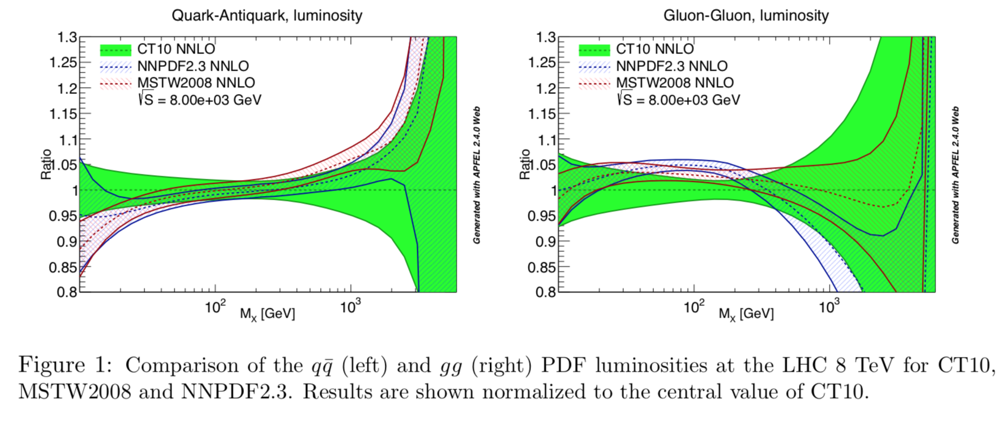 Quark-Antiquark, luminosity
1.3
1.25
1.2
1.15
1.1
1.05
1
0.95
0.9
0.85
0.8
Ratio
CT10 NNLO
NNPDF2.3 NNLO
MSTW2008 NNLO
√S = 8.00e+03 GeV
10²
10³
M_X [GeV]
Generated with APFEL 2.4.0 Web
Gluon-Gluon, luminosity
1.3
1.25
1.2
1.15
1.1
1.05
1
0.95
0.9
0.85
0.8
Ratio
CT10 NNLO
NNPDF2.3 NNLO
MSTW2008 NNLO
√S = 8.00e+03 GeV
10²
10³
M_X [GeV]
Generated with APFEL 2.4.0 Web
Figure 1: Comparison of the qq̄ (left) and gg (right) PDF luminosities at the LHC 8 TeV for CT10,
MSTW2008 and NNPDF2.3. Results are shown normalized to the central value of CT10.